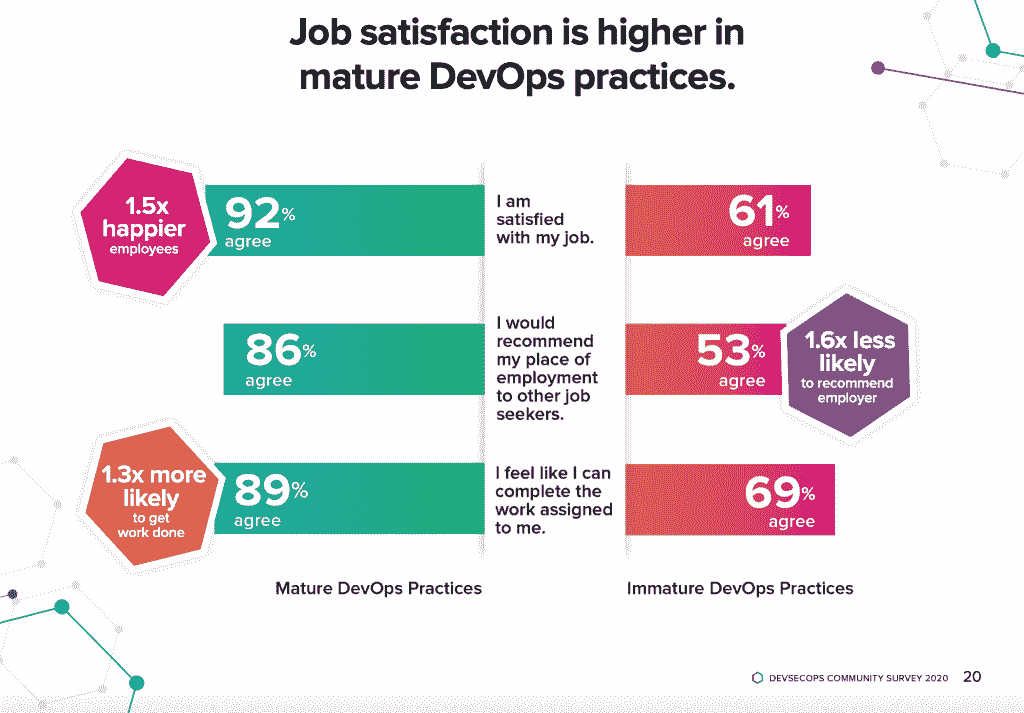 Job satisfaction is higher in
mature DevOps practices.
1.5x
happier
employees
92%
agree
I am
satisfied
with my job.
61%
agree
86%
agree
I would
recommend
my place of
employment
to other job
seekers.
53%
agree
1.6x less
likely
to recommend
employer
1.3x more
likely
to get
work done
89%
agree
I feel like I can
complete the
work assigned
to me.
69%
agree
Mature DevOps Practices
Immature DevOps Practices
DEVSECOPS COMMUNITY SURVEY 2020 20